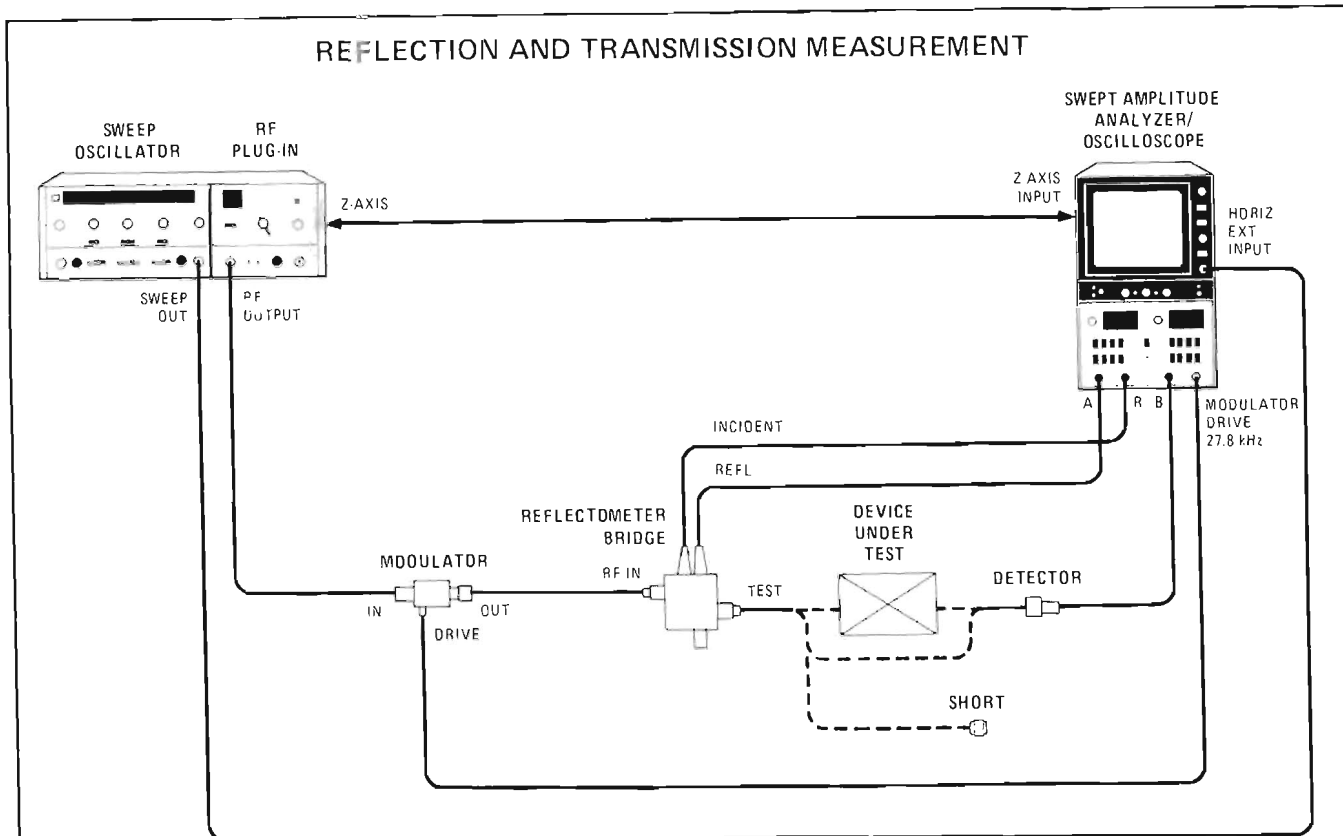 REFLECTION AND TRANSMISSION MEASUREMENT
SWEEP
OSCILLATOR
RF
PLUG-IN
SWEPT AMPLITUDE
ANALYZER/
OSCILLOSCOPE
Z-AXIS
Z AXIS
INPUT
HORIZ
EXT
INPUT
SWEEP
OUT
RF
OUTPUT
A
R
B
MODULATOR
DRIVE
27.8 kHz
INCIDENT
REFL
REFLECTOMETER
BRIDGE
DEVICE
UNDER
TEST
MODULATOR
RF IN
TEST
DETECTOR
IN
OUT
DRIVE
SHORT